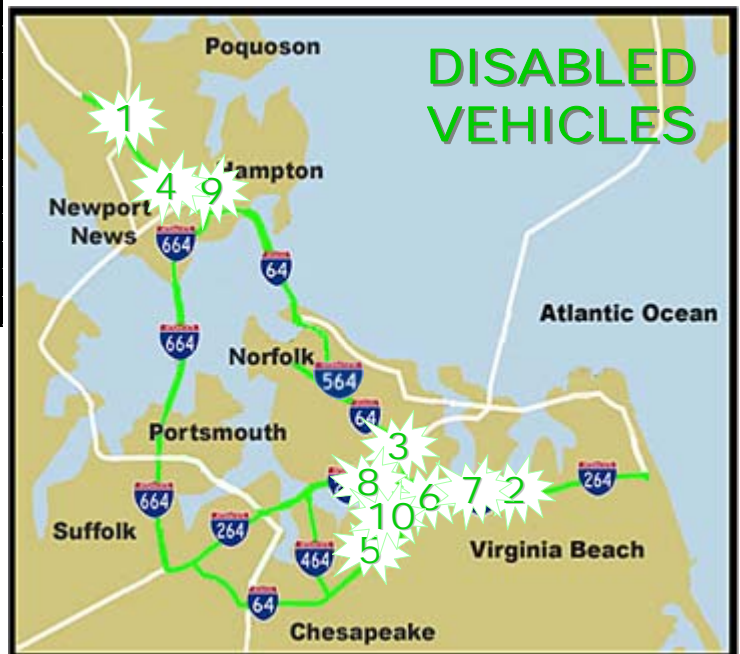 Poquoson
DISABLED
VEHICLES
1
Hampton
4
9
Newport
News
664
64
Atlantic Ocean
664
Norfolk
564
64
Portsmouth
3
8
6
7
2
264
664
10
Suffolk
264
5
464
Virginia Beach
64
Chesapeake